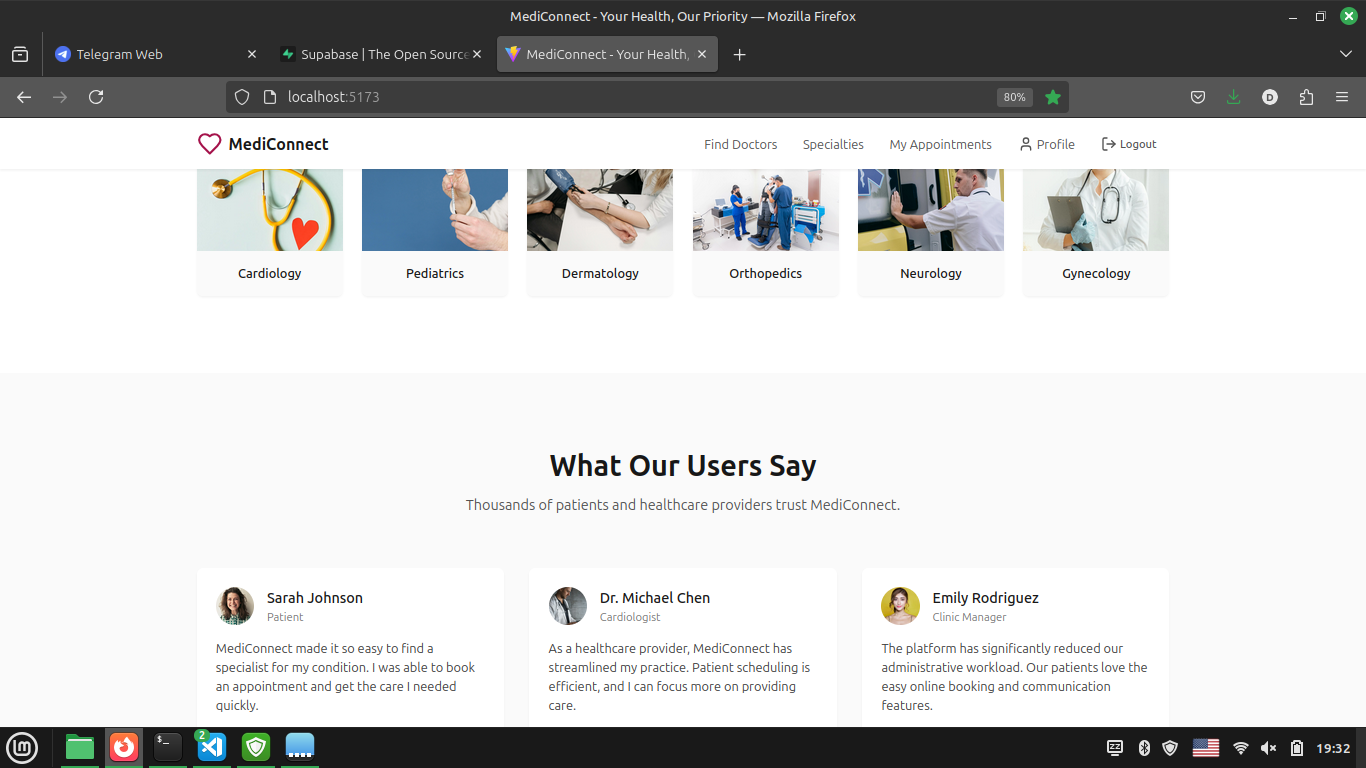 MediConnect - Your Health, Our Priority — Mozilla Firefox
Telegram Web
Supabase | The Open Source
MediConnect - Your Health,
localhost:5173
80%
D
MediConnect
Find Doctors
Specialties
My Appointments
Profile
Logout
Cardiology
Pediatrics
Dermatology
Orthopedics
Neurology
Gynecology
What Our Users Say
Thousands of patients and healthcare providers trust MediConnect.
Sarah Johnson
Patient
MediConnect made it so easy to find a
specialist for my condition. I was able to book
an appointment and get the care I needed
quickly.
Dr. Michael Chen
Cardiologist
As a healthcare provider, MediConnect has
streamlined my practice. Patient scheduling is
efficient, and I can focus more on providing
care.
Emily Rodriguez
Clinic Manager
The platform has significantly reduced our
administrative workload. Our patients love the
easy online booking and communication
features.
$_
2
zz
19:32